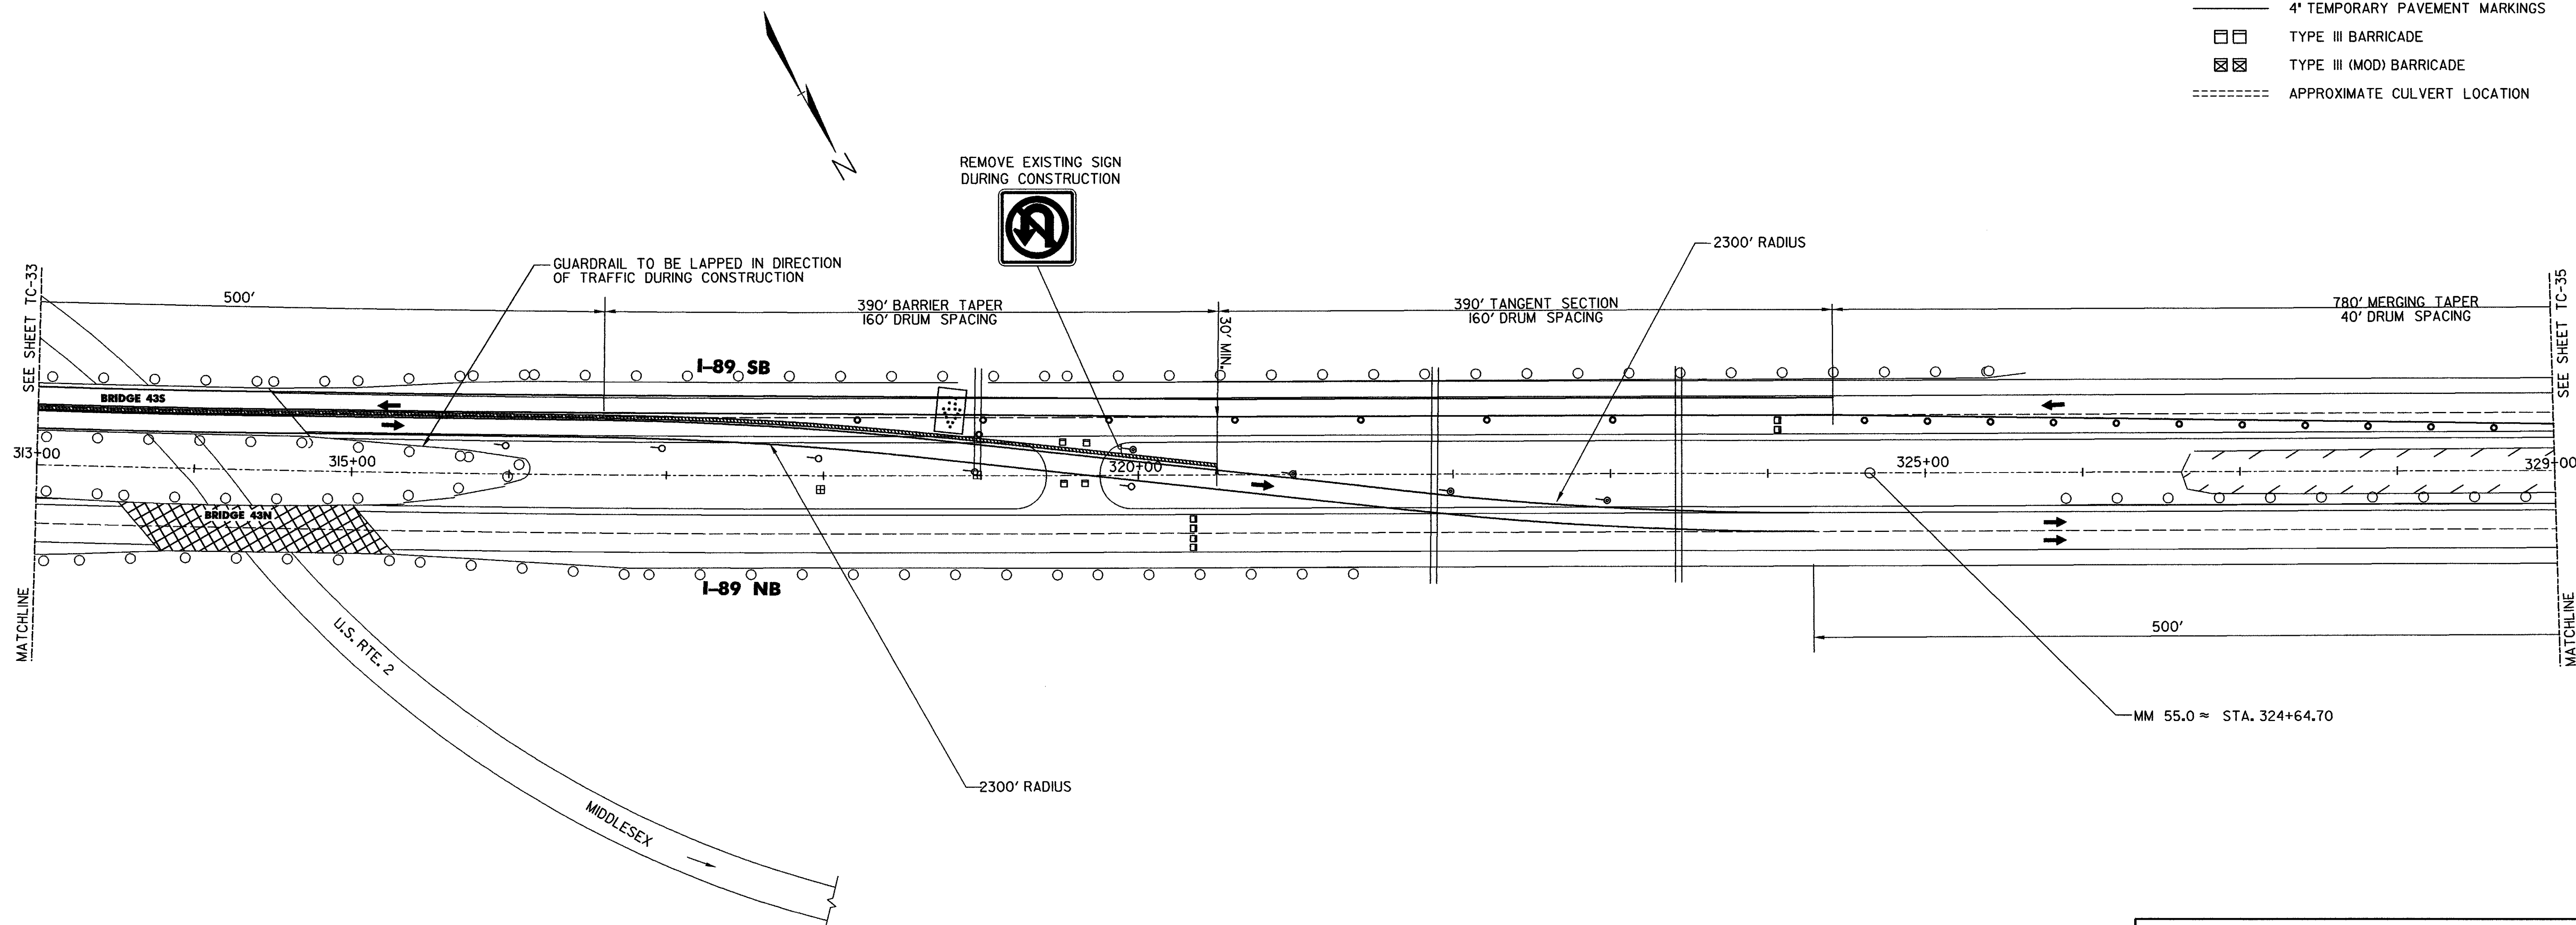 4" TEMPORARY PAVEMENT MARKINGS
TYPE III BARRICADE
TYPE III (MOD) BARRICADE
APPROXIMATE CULVERT LOCATION
N
REMOVE EXISTING SIGN
DURING CONSTRUCTION
2300' RADIUS
GUARDRAIL TO BE LAPPED IN DIRECTION
OF TRAFFIC DURING CONSTRUCTION
SEE SHEET TC-33
500'
390' BARRIER TAPER
160' DRUM SPACING
30' MIN.
390' TANGENT SECTION
160' DRUM SPACING
780' MERGING TAPER
40' DRUM SPACING
SEE SHEET TC-35
I-89 SB
BRIDGE 43S
313+00
315+00
320+00
325+00
329+00
BRIDGE 43N
I-89 NB
MATCHLINE
MATCHLINE
U.S. RTE. 2
500'
MM 55.0 ≈ STA. 324+64.70
2300' RADIUS
MIDDLESEX